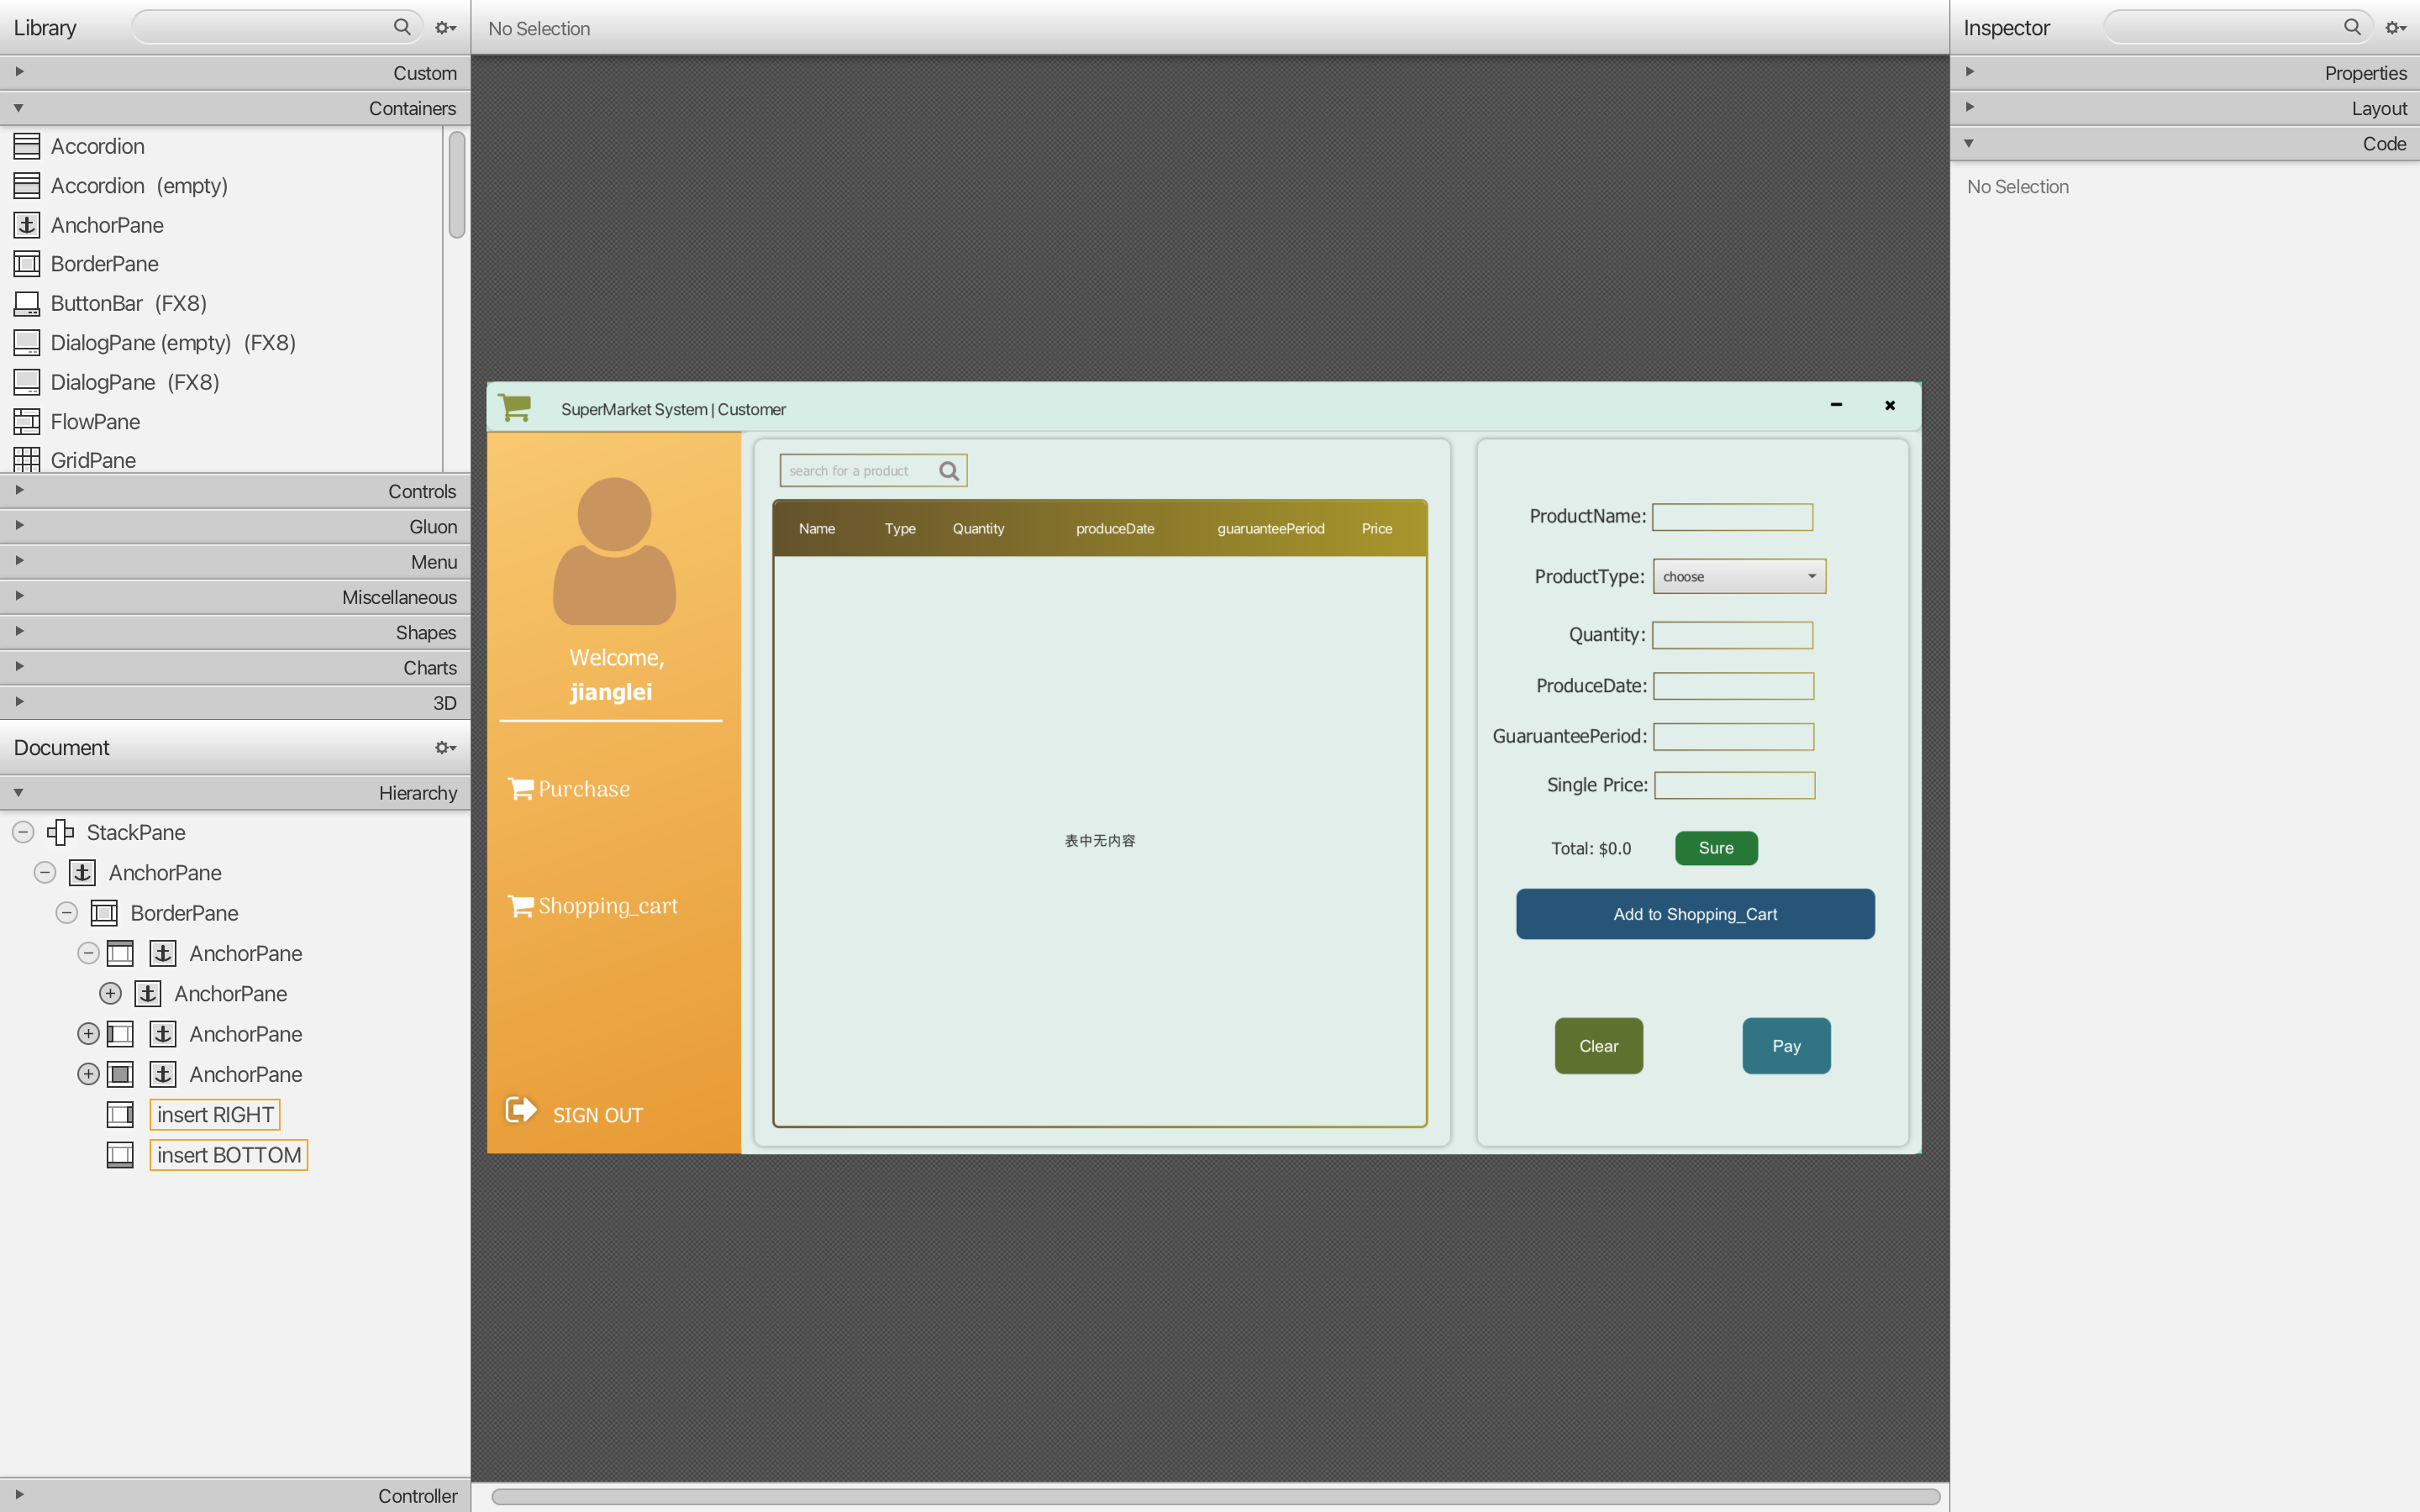 Library
No Selection
Inspector
Custom
Containers
Accordion
Accordion (empty)
AnchorPane
BorderPane
ButtonBar (FX8)
DialogPane (empty) (FX8)
DialogPane (FX8)
FlowPane
GridPane
Controls
Gluon
Menu
Miscellaneous
Shapes
Charts
3D
Document
Hierarchy
StackPane
AnchorPane
BorderPane
AnchorPane
AnchorPane
AnchorPane
AnchorPane
insert RIGHT
insert BOTTOM
Controller
SuperMarket System | Customer
Welcome,
jianglei
Purchase
Shopping_cart
SIGN OUT
search for a product
Name Type Quantity produceDate guaruanteePeriod Price
表中无内容
ProductName:
ProductType: choose
Quantity:
ProduceDate:
GuaruanteePeriod:
Single Price:
Total: $0.0 Sure
Add to Shopping_Cart
Clear Pay
Properties
Layout
Code
No Selection